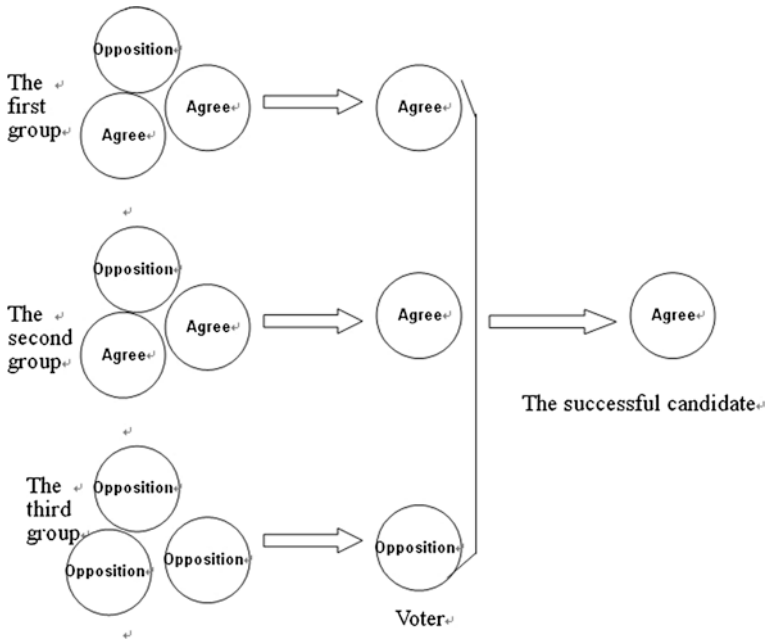 Opposition
The
first
group
Agree
Agree
Agree
Opposition
The
second
group
Agree
Agree
Agree
Agree
The successful candidate
The
third
group
Opposition
Opposition
Opposition
Opposition
Voter